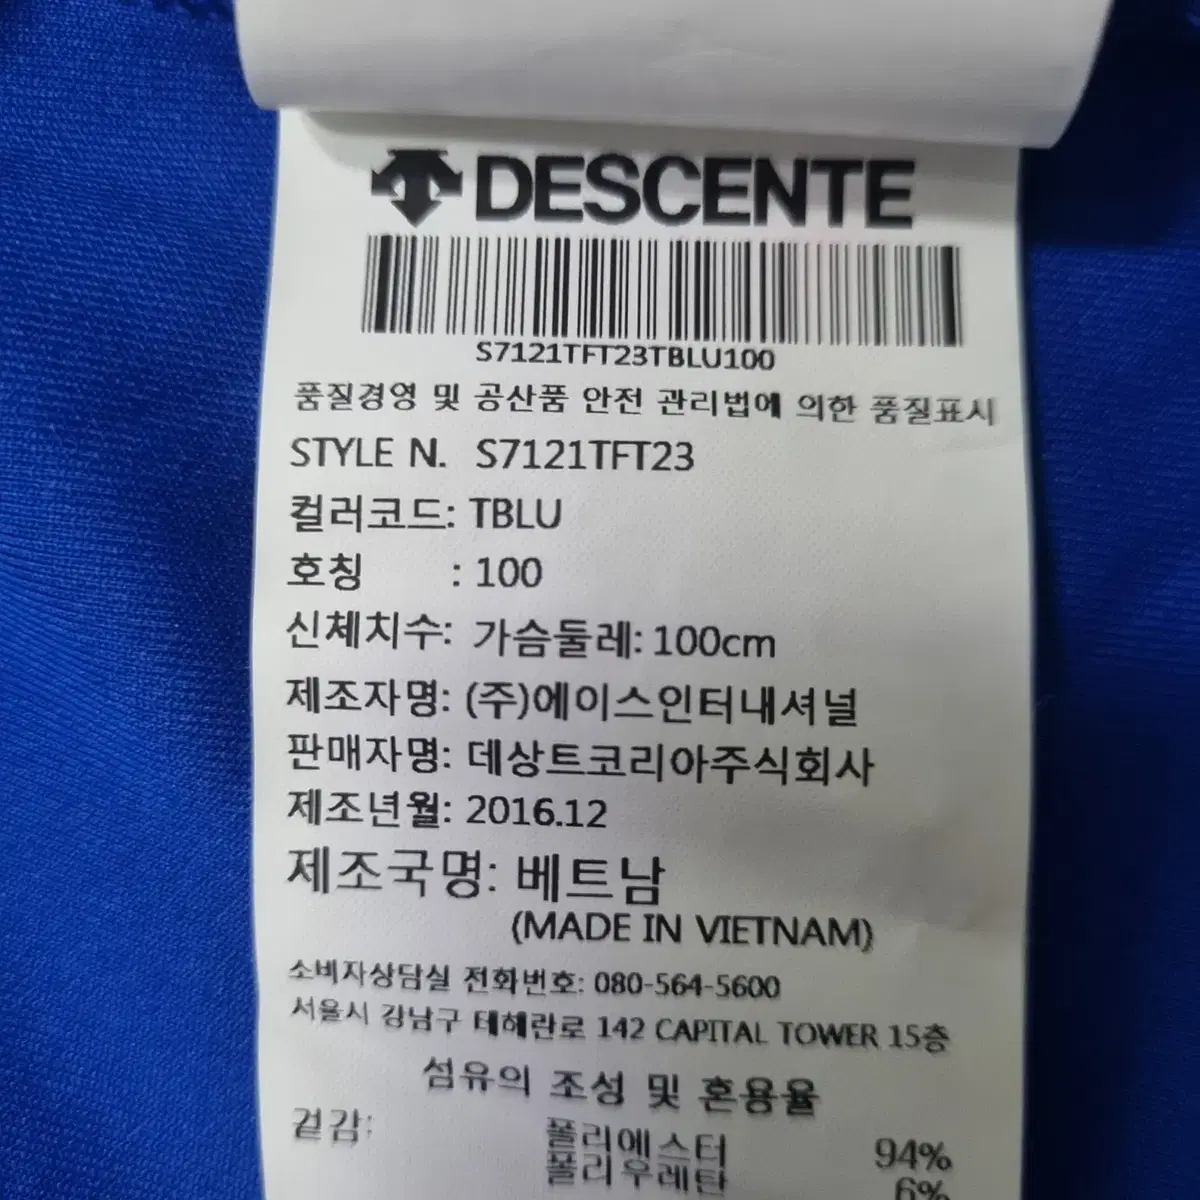 DESCENTE
S7121TFT23TBLU100
품질경영 및 공산품 안전 관리법에 의한 품질표시
STYLE N. S7121TFT23
컬러코드: TBLU
호칭 : 100
신체치수: 가슴둘레: 100cm
제조자명: (주)에이스인터내셔널
판매자명: 데상트코리아주식회사
제조년월: 2016.12
제조국명: 베트남
(MADE IN VIETNAM)
소비자상담실 전화번호: 080-564-5600
서울시 강남구 테헤란로 142 CAPITAL TOWER 15층
섬유의 조성 및 혼용율
겉감: 폴리에스터 94%
폴리우레탄 6%